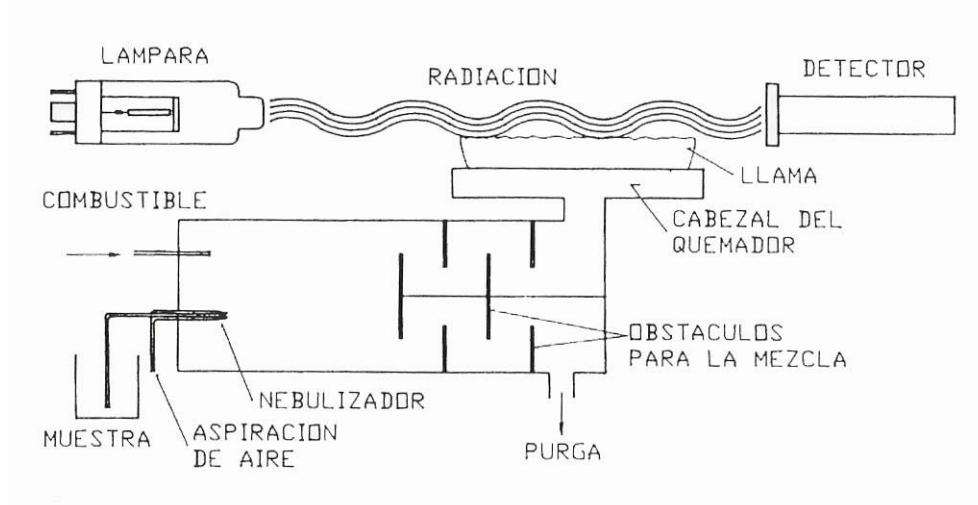 LAMPARA
RADIACION
DETECTOR
LLAMA
COMBUSTIBLE
CABEZAL DEL
QUEMADOR
OBSTACULOS
PARA LA MEZCLA
NEBULIZADOR
MUESTRA
ASPIRACION
DE AIRE
PURGA